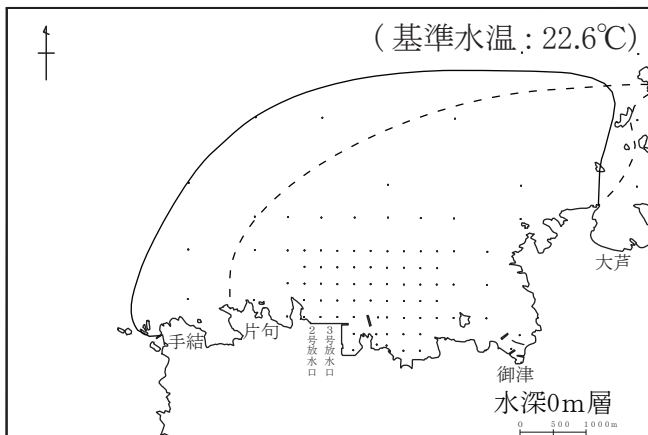 (基準水温:22.6℃)
大芦
手結
片句
2号放水口
3号放水口
御津
水深0m層
0 500 1000m